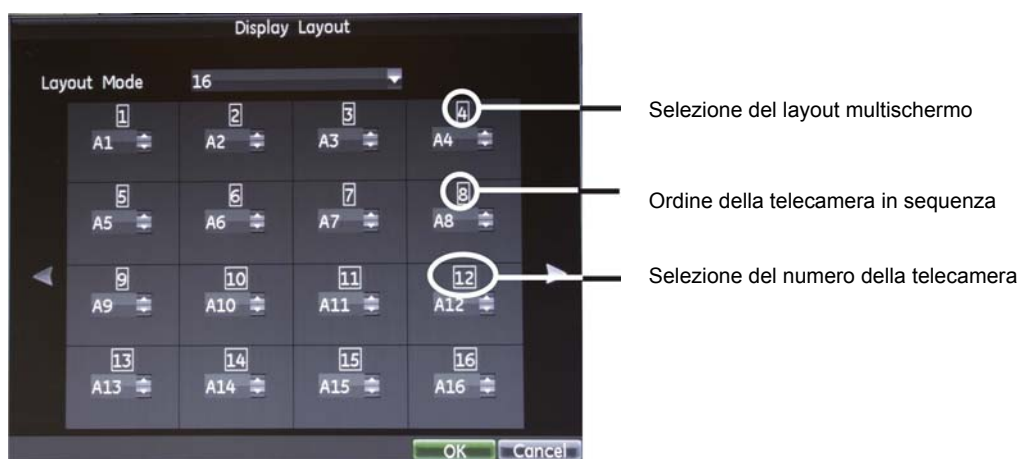 Display Layout
Layout Mode 16
1 2 3 4
A1 A2 A3 A4
5 6 7 8
A5 A6 A7 A8
9 10 11 12
A9 A10 A11 A12
13 14 15 16
A13 A14 A15 A16
OK Cancel
Selezione del layout multischermo
Ordine della telecamera in sequenza
Selezione del numero della telecamera